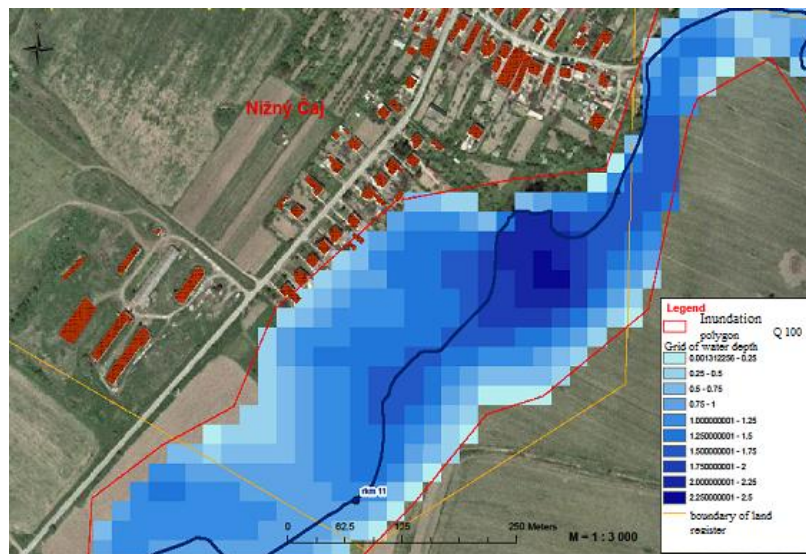 Nižný Čaj
Legend
Inundation
polygon
Q 100
Grid of water depth
0.001312256 - 0.25
0.25 - 0.5
0.5 - 0.75
0.75 - 1
1.000000001 - 1.25
1.250000001 - 1.5
1.500000001 - 1.75
1.750000001 - 2
2.000000001 - 2.25
2.250000001 - 2.5
boundary of land
register
rkm 11
0 62.5 125 250 Meters
M = 1 : 3 000